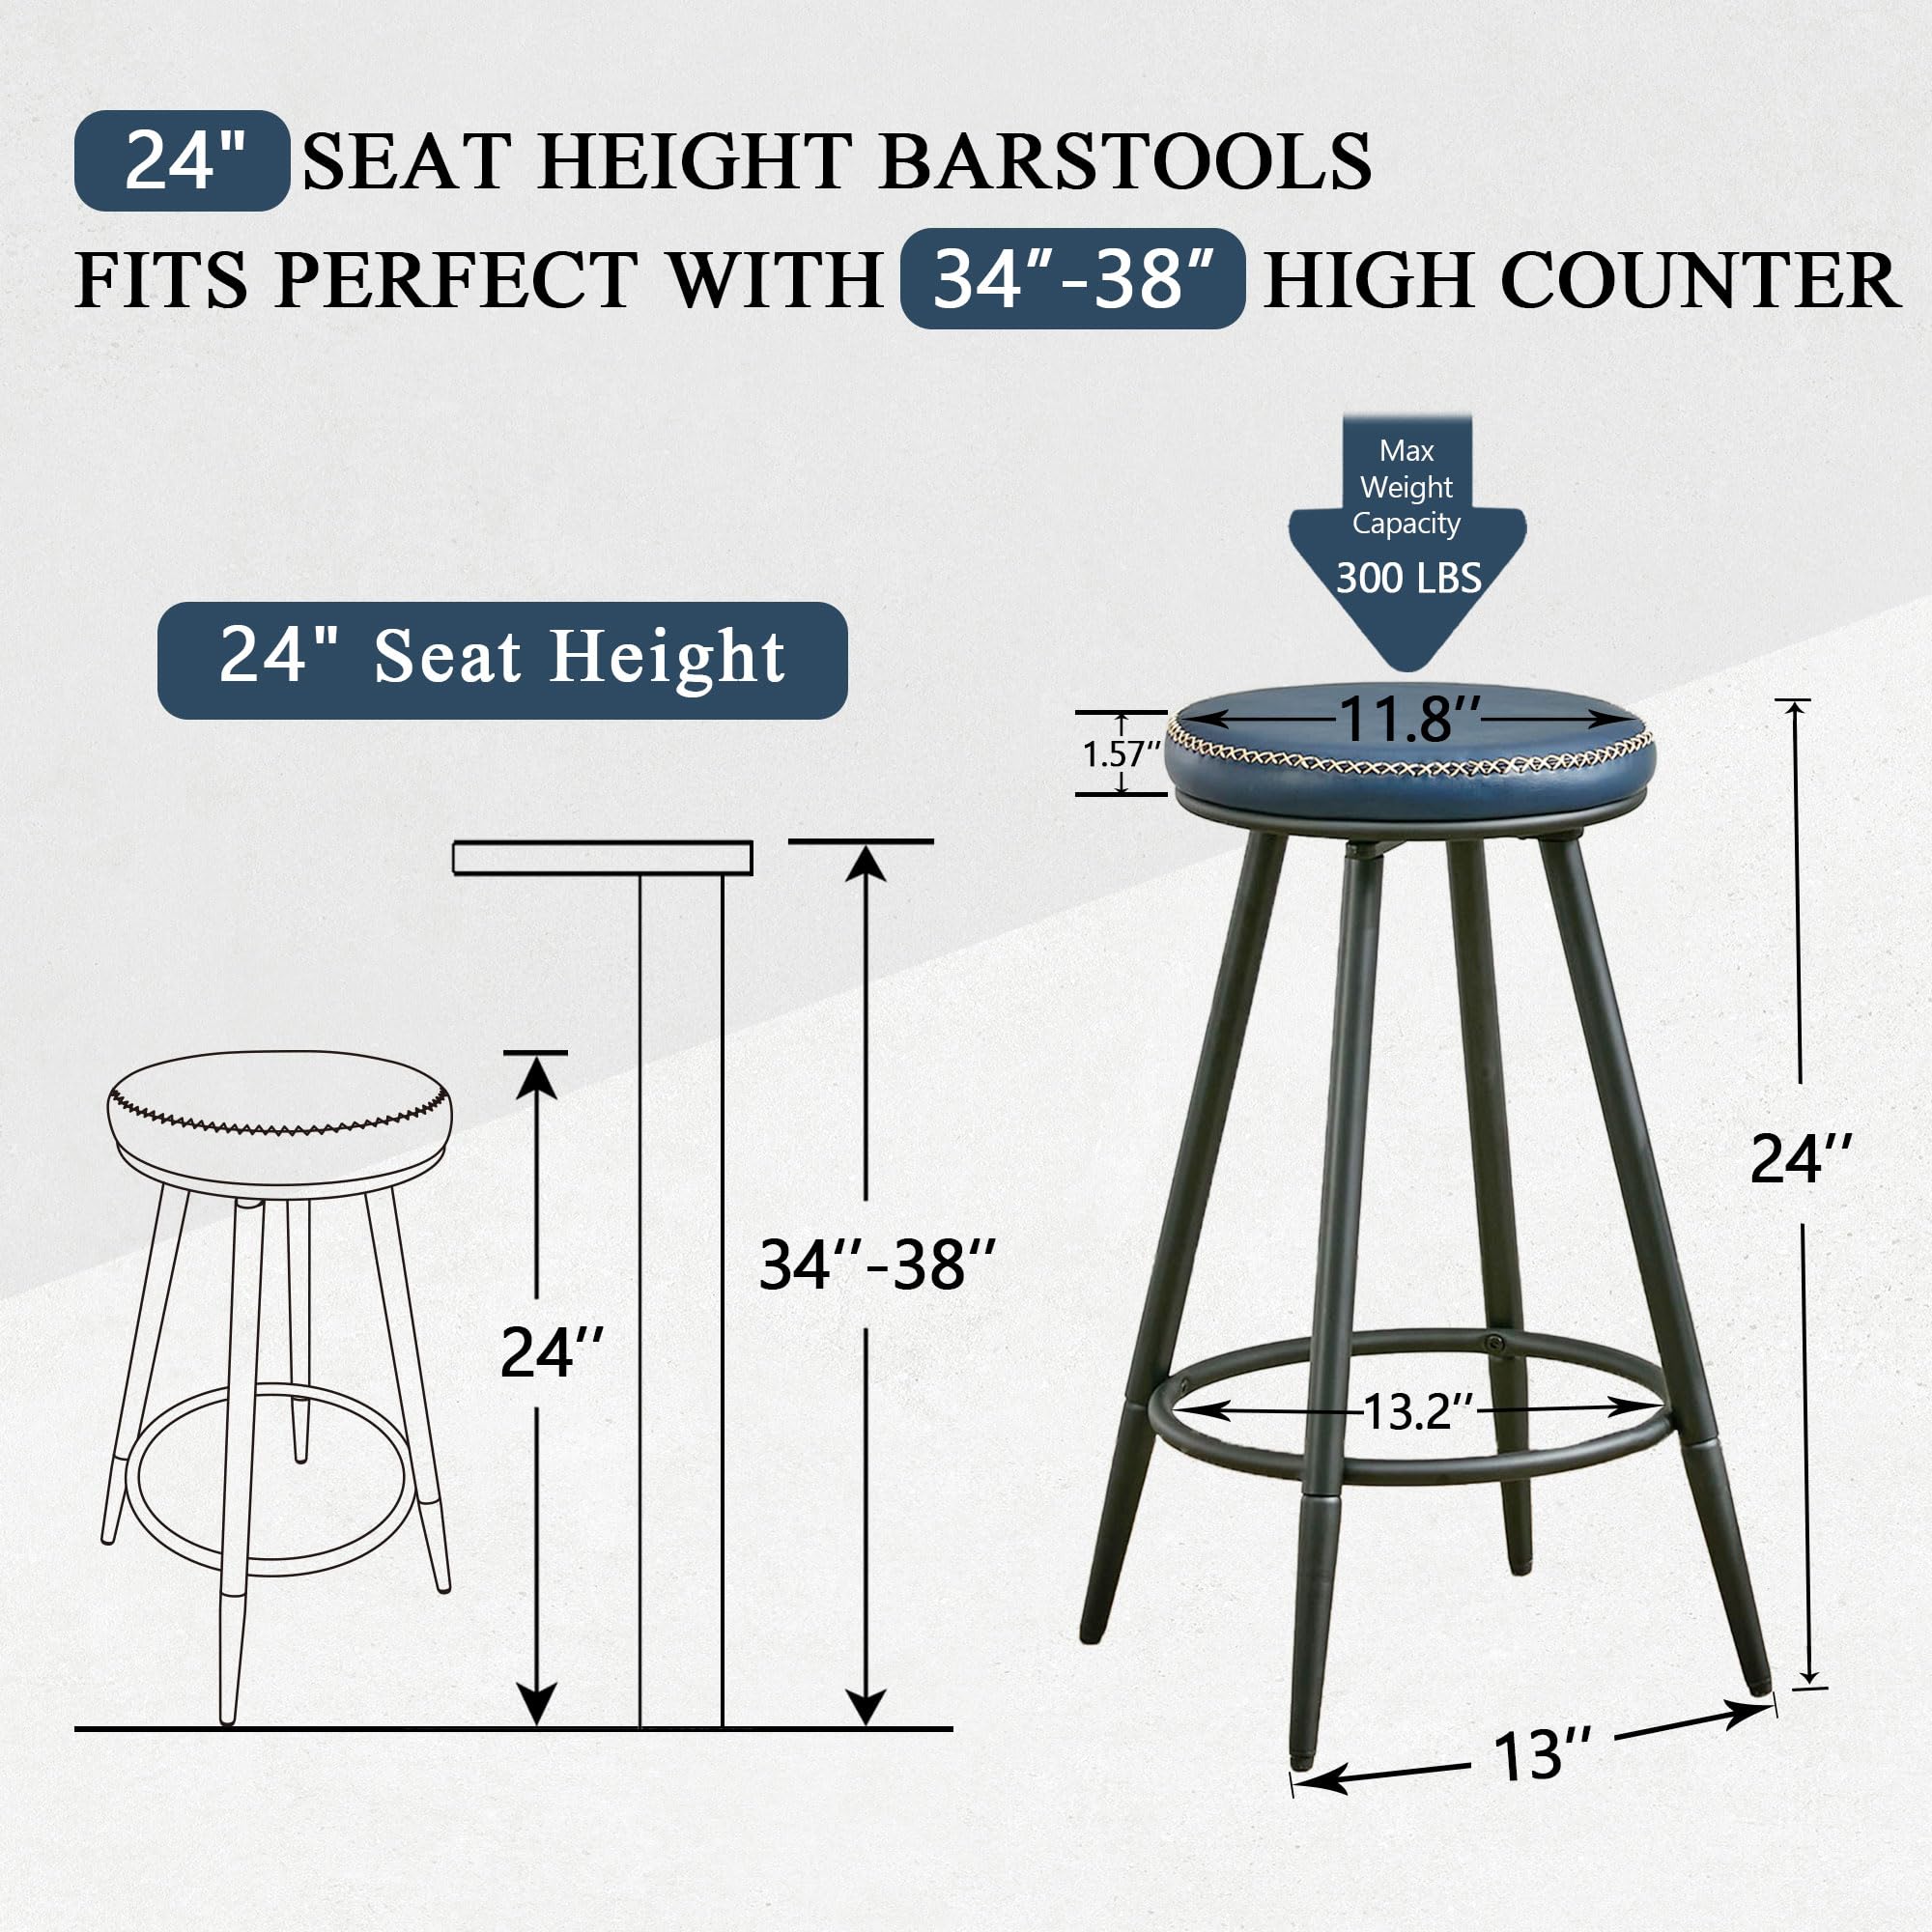 24" SEAT HEIGHT BARSTOOLS
FITS PERFECT WITH 34”-38” HIGH COUNTER
Max
Weight
Capacity
300 LBS
24" Seat Height
11.8’’
1.57’’
24’’
34’’-38’’
24’’
13.2’’
13’’